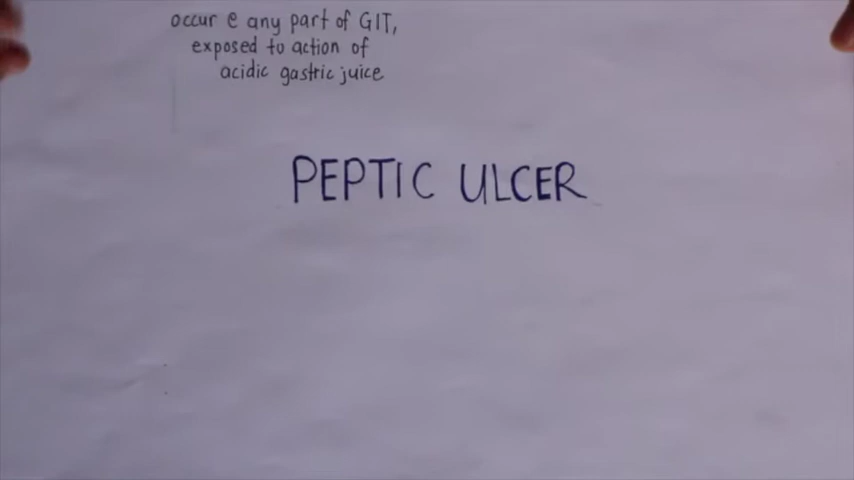 occur e any part of GIT,
exposed to action of
acidic gastric juice
PEPTIC ULCER